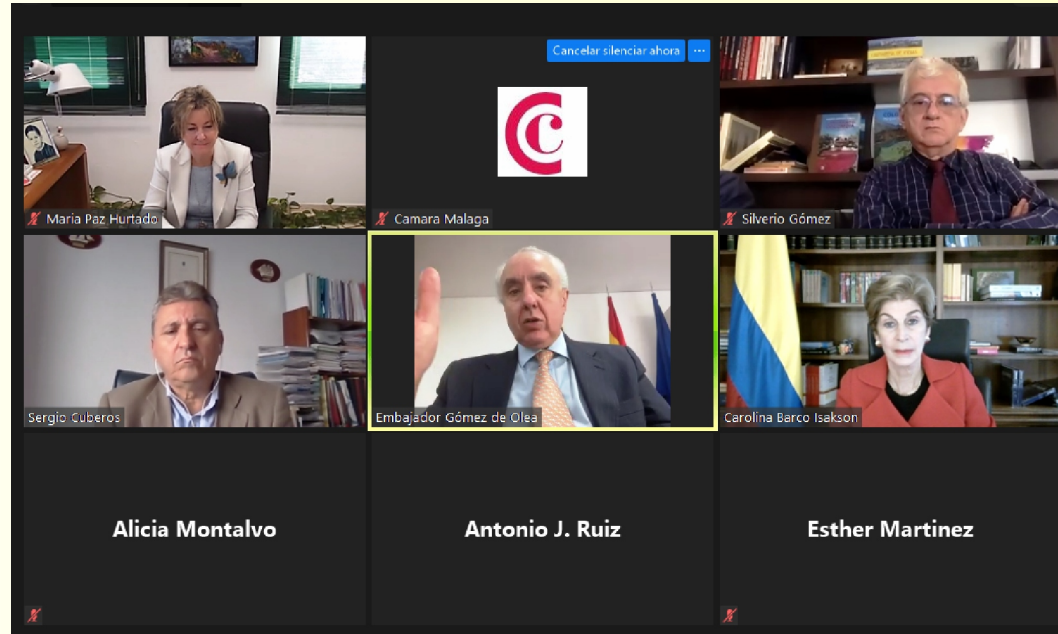 Cancelar silenciar ahora ...
Maria Paz Hurtado
Camara Malaga
Silverio Gómez
Sergio Cuberos
Embajador Gómez de Olea
Carolina Barco Isakson
Alicia Montalvo
Antonio J. Ruiz
Esther Martinez